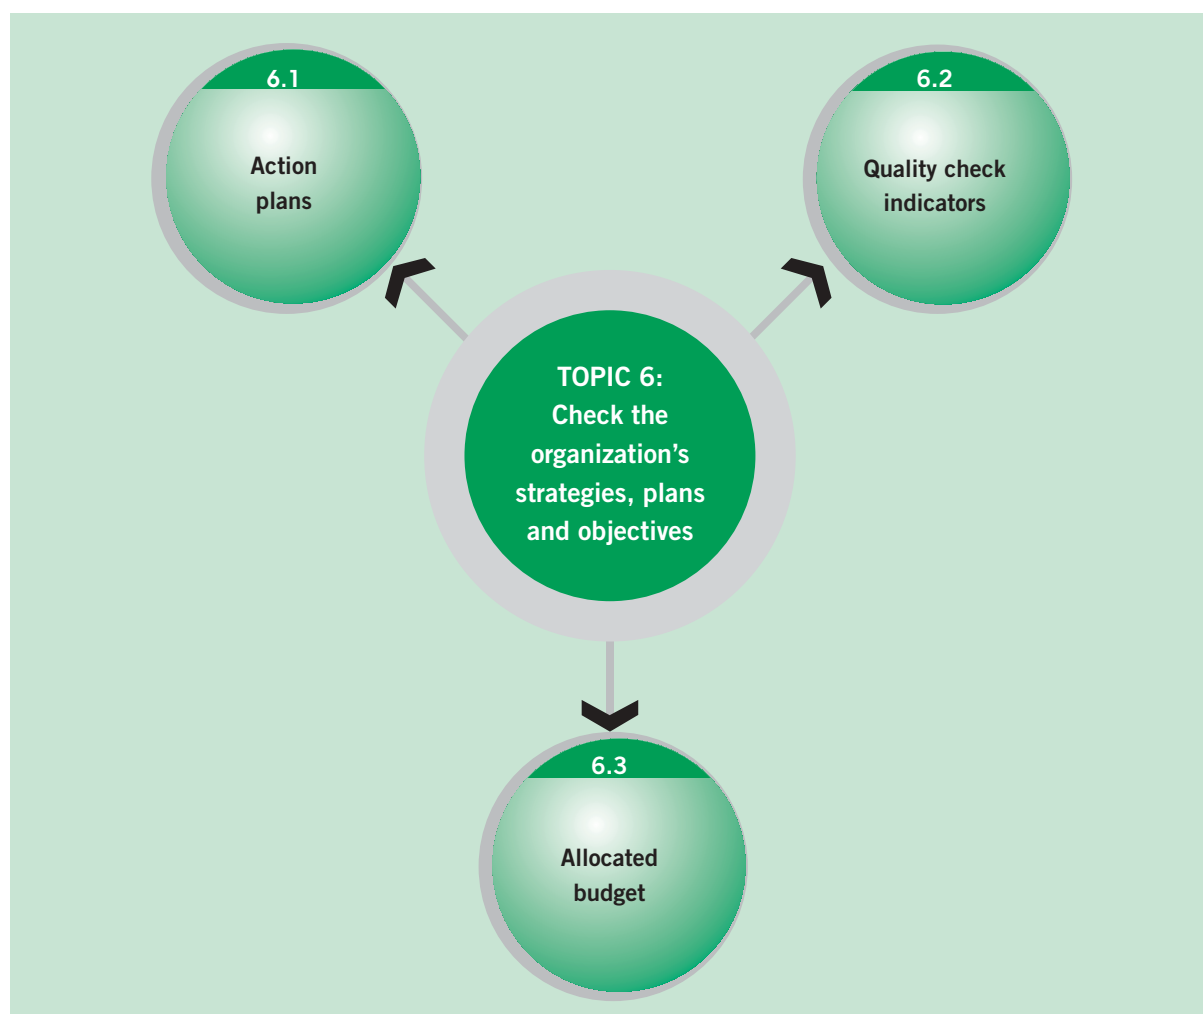 6.1
Action
plans
6.2
Quality check
indicators
TOPIC 6:
Check the
organization’s
strategies, plans
and objectives
6.3
Allocated
budget